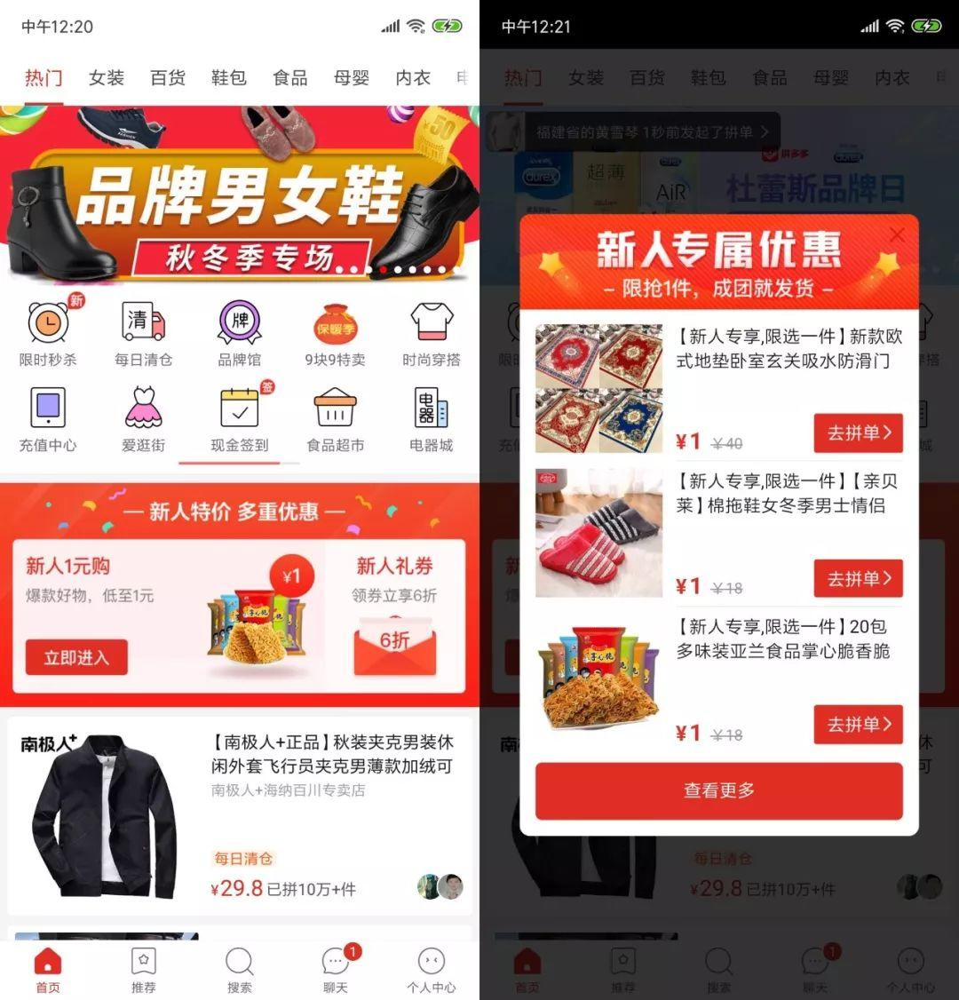 中午12:20
热门 女装 百货 鞋包 食品 母婴 内衣
¥50
品牌男女鞋
秋冬季专场
新
清
牌
保暖季
限时秒杀 每日清仓 品牌馆 9块9特卖 时尚穿搭
签
电器
充值中心 爱逛街 现金签到 食品超市 电器城
新人特价 多重优惠
新人1元购
爆款好物，低至1元
立即进入
¥1
新人礼券
领券立享6折
6折
南极人+
【南极人+正品】秋装夹克男装休
闲外套飞行员夹克男薄款加绒可
南极人+海纳百川专卖店
每日清仓
¥29.8 已拼10万+件
1
首页 推荐 搜索 聊天 个人中心
中午12:21
热门 女装 百货 鞋包 食品 母婴 内衣
福建省的黄雪琴 1秒前发起了拼单 >
durex
超薄
AiR
拼多多
durex
杜蕾斯品牌日
新人专属优惠
– 限抢1件，成团就发货 –
【新人专享,限选一件】新款欧
式地垫卧室玄关吸水防滑门
¥1 ¥40
去拼单>
【新人专享,限选一件】【亲贝
莱】棉拖鞋女冬季男士情侣
¥1 ¥18
去拼单>
【新人专享,限选一件】20包
多味装亚兰食品掌心脆香脆
¥1 ¥18
去拼单>
查看更多
每日清仓
¥29.8 已拼10万+件
1
首页 推荐 搜索 聊天 个人中心